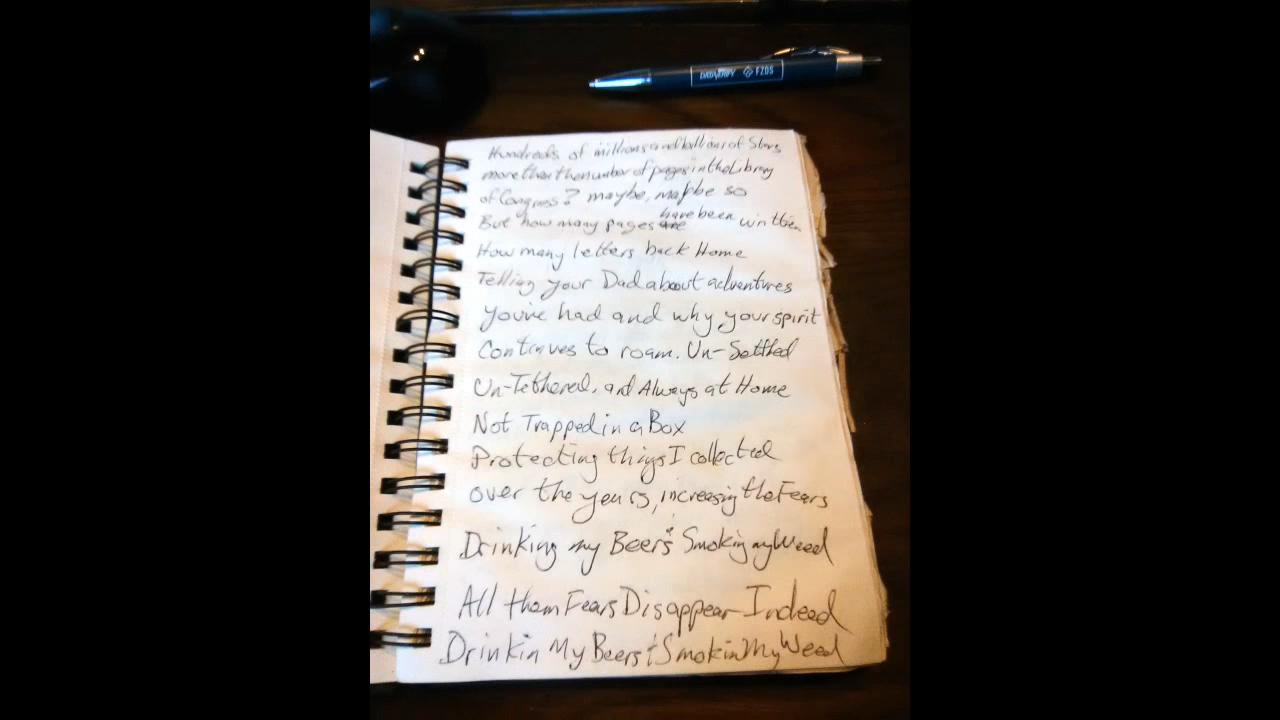 FZDS
Hundreds of millions and billions of Stars
more then the number of pages in the Library
of Congress? maybe, maybe so
But how many pages are have been written
How many letters back Home
Telling your Dad about adventures
You've had and why your spirit
Continues to roam. Un-Settled
Un-Tethered, and Always at Home
Not Trapped in a Box
Protecting things I collected
over the years, increasing the Fears
Drinking my Beers & Smoking my Weed
All them Fears Disappear Indeed
Drinkin My Beers & Smokin My Weed